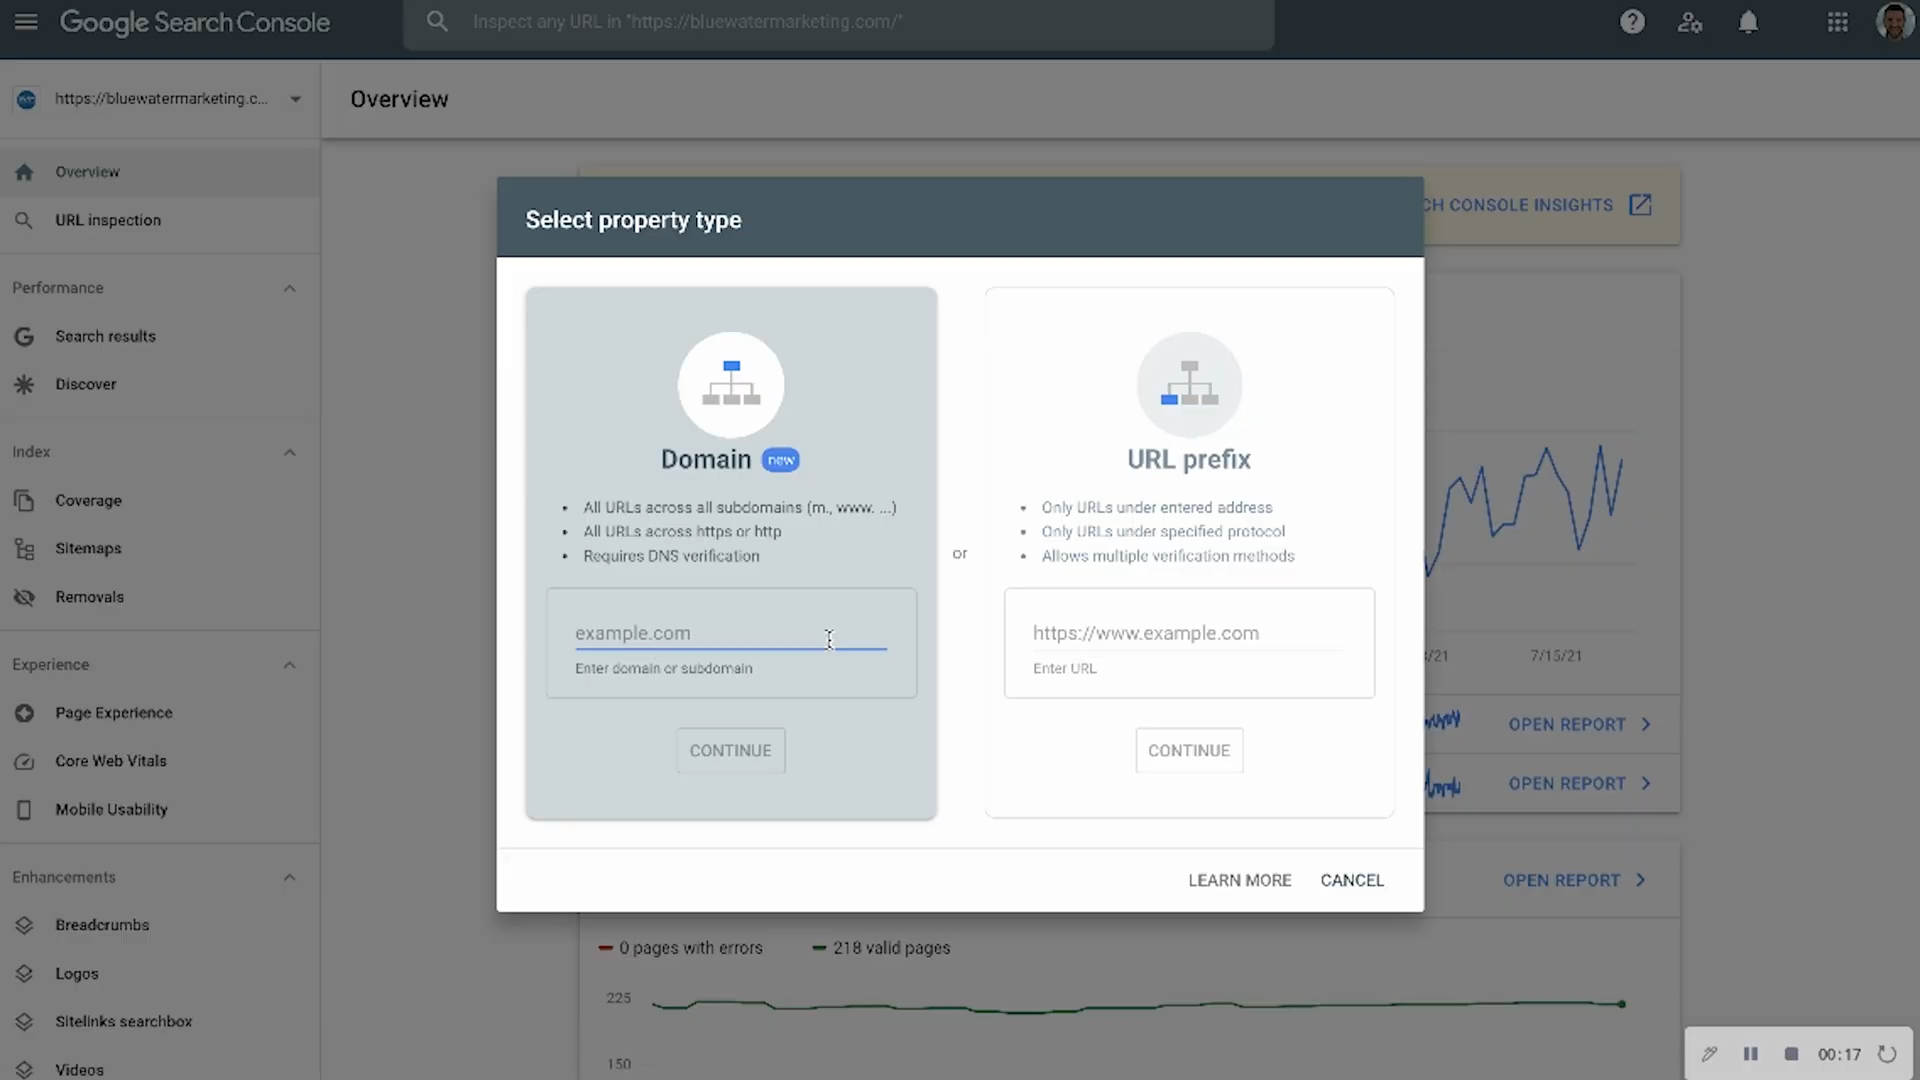 Google Search Console
Inspect any URL in "https://bluewatermarketing.com/"
https://bluewatermarketing.c...
Overview
Overview
URL inspection
Performance
Search results
Discover
Index
Coverage
Sitemaps
Removals
Experience
Page Experience
Core Web Vitals
Mobile Usability
Enhancements
Breadcrumbs
Logos
Sitelinks searchbox
Videos
CH CONSOLE INSIGHTS
Select property type
Domain new
All URLs across all subdomains (m., www. ...)
All URLs across https or http
Requires DNS verification
example.com
Enter domain or subdomain
CONTINUE
or
URL prefix
Only URLs under entered address
Only URLs under specified protocol
Allows multiple verification methods
https://www.example.com
Enter URL
CONTINUE
LEARN MORE
CANCEL
/21
7/15/21
OPEN REPORT
OPEN REPORT
OPEN REPORT
0 pages with errors
218 valid pages
225
150
00:17